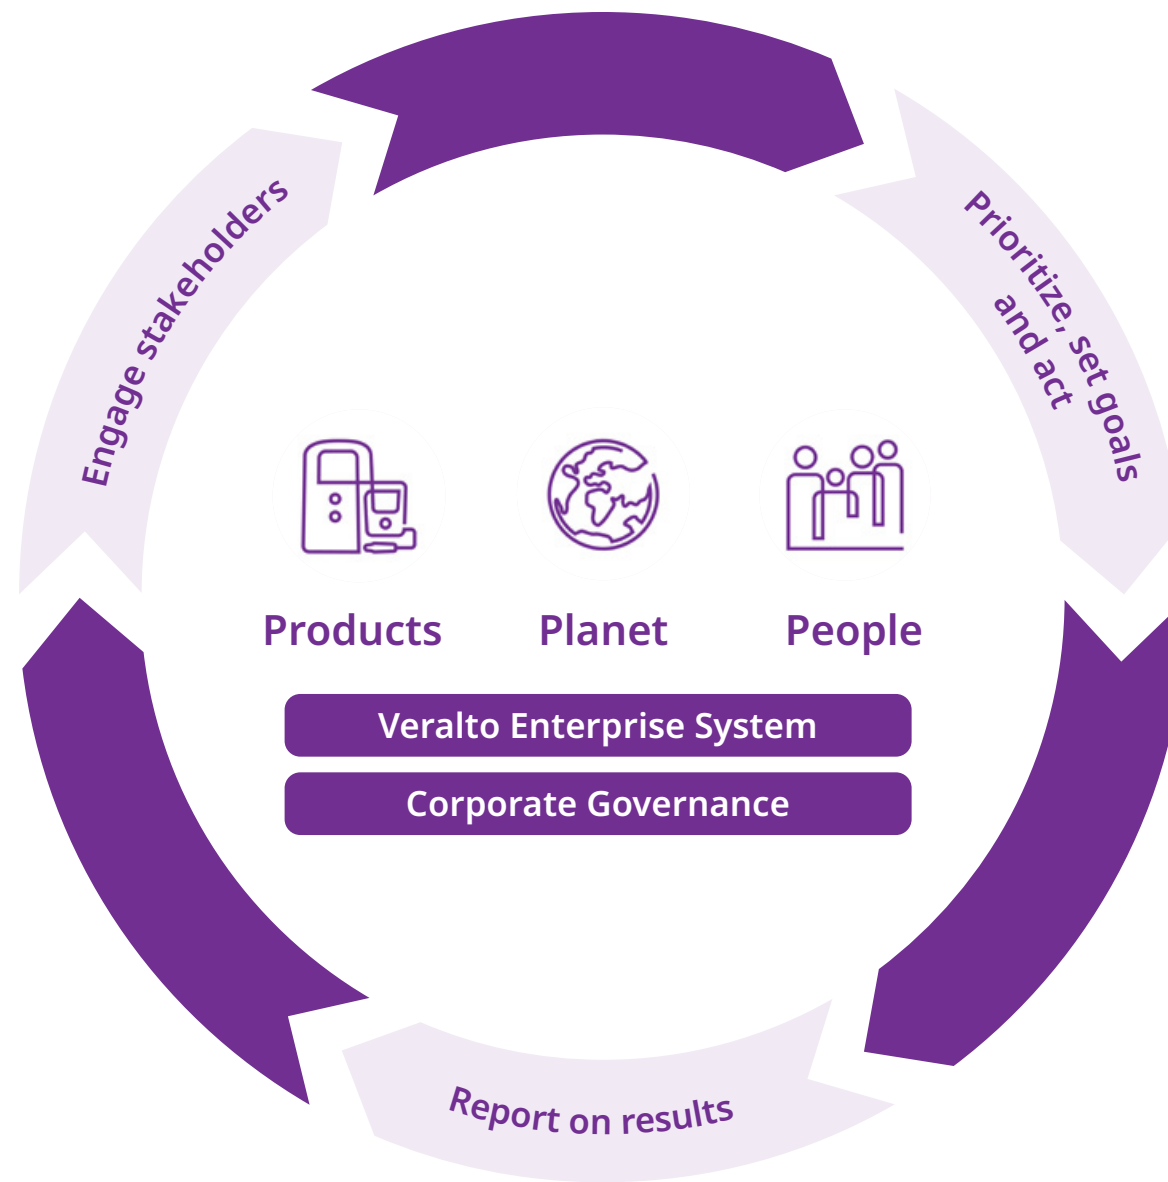 Engage stakeholders
Prioritize, set goals
and act
Products
Planet
People
Veralto Enterprise System
Corporate Governance
Report on results